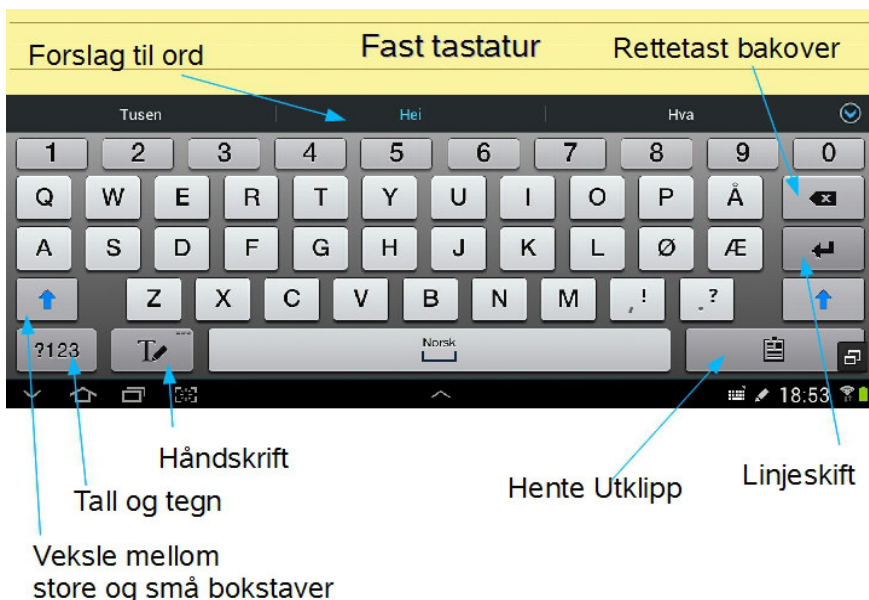 Forslag til ord Fast tastatur Rettetast bakover
Tusen Hei Hva
1 2 3 4 5 6 7 8 9 0
Q W E R T Y U I O P Å
A S D F G H J K L Ø Æ
Z X C V B N M , ! . ?
?123 T Norsk
18:53
Håndskrift
Hente Utklipp
Linjeskift
Tall og tegn
Veksle mellom
store og små bokstaver